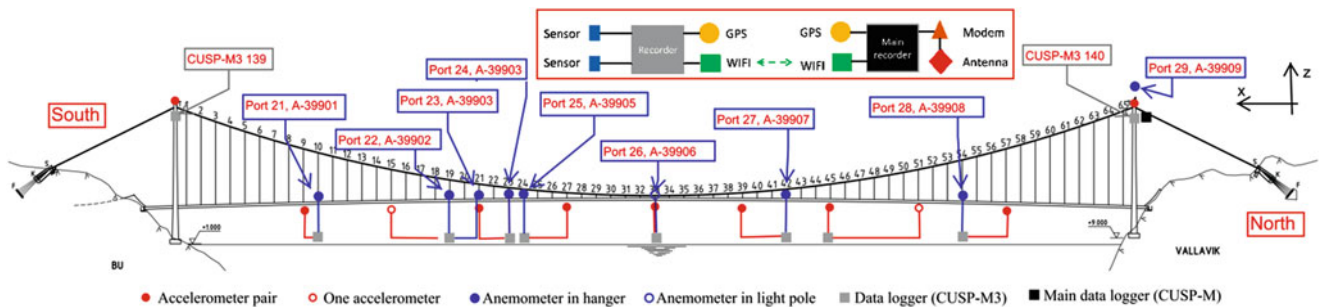 Sensor
Recorder
GPS
GPS
Main
recorder
Modem
Sensor
WIFI
WIFI
Antenna
CUSP-M3 139
Port 24, A-39903
CUSP-M3 140
Port 29, A-39909
Z
X
South
Port 21, A-39901
Port 23, A-39903
Port 25, A-39905
Port 28, A-39908
Port 22, A-39902
Port 27, A-39907
Port 26, A-39906
2 3 4 5 6 7 8 9 10 11 12 13 14 15 16 17 18 19 20 21 22 23 24 25 26 27 28 29 30 31 32 33 34 35 36 37 38 39 40 41 42 43 44 45 46 47 48 49 50 51 52 53 54 55 56 57 58 59 60 61 62 63 64 65
S
K
F
S
K
F
North
+1.000
+9.000
BU
VALLAVIK
Accelerometer pair
One accelerometer
Anemometer in hanger
Anemometer in light pole
Data logger (CUSP-M3)
Main data logger (CUSP-M)